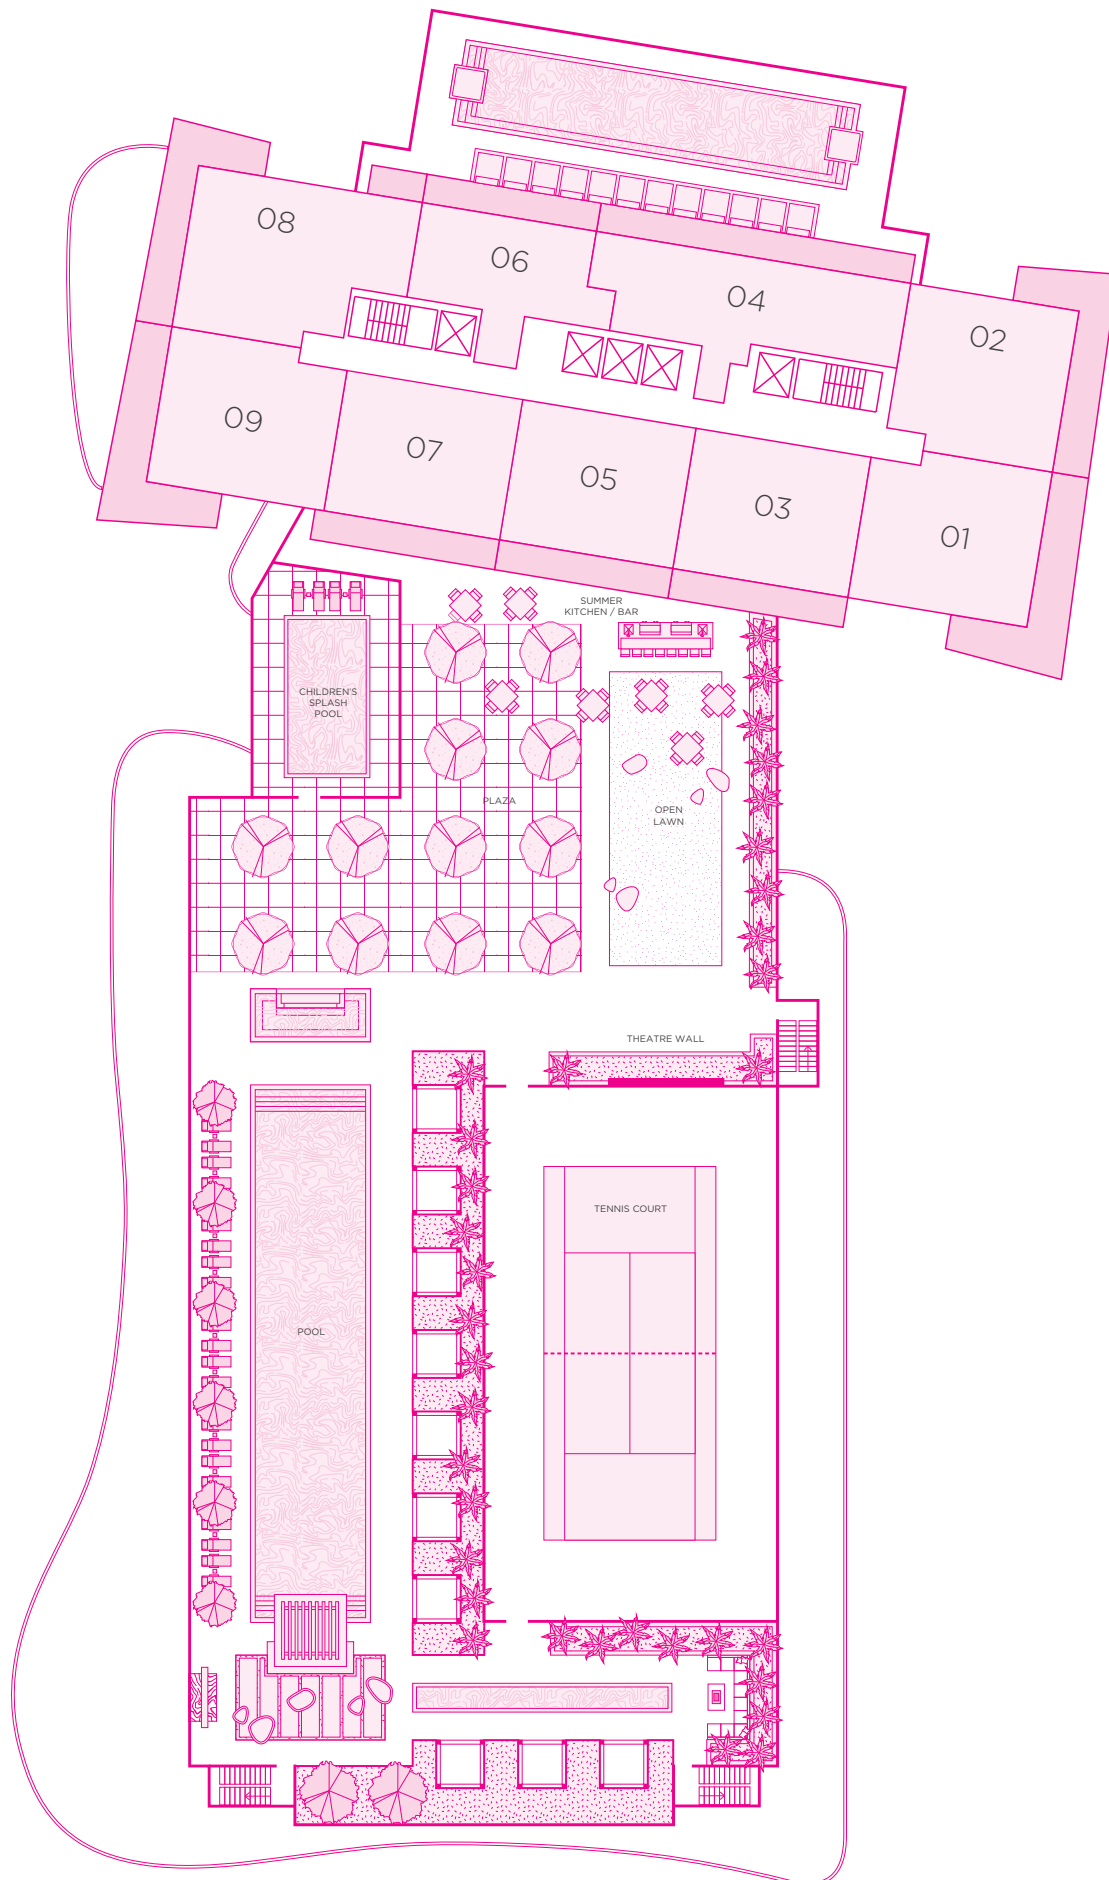 08
06
04
02
09
07
05
03
01
SUMMER
KITCHEN / BAR
CHILDREN'S
SPLASH
POOL
PLAZA
OPEN
LAWN
THEATRE WALL
TENNIS COURT
POOL